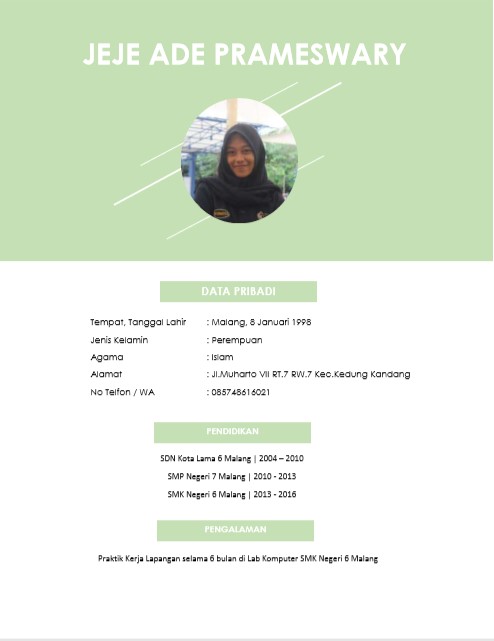 JEJE ADE PRAMESWARY
DATA PRIBADI
Tempat, Tanggal Lahir : Malang, 8 Januari 1998
Jenis Kelamin : Perempuan
Agama : Islam
Alamat : Jl.Muharto VII RT.7 RW.7 Kec.Kedung Kandang
No Telfon / WA : 085748616021
PENDIDIKAN
SDN Kota Lama 6 Malang | 2004 – 2010
SMP Negeri 7 Malang | 2010 - 2013
SMK Negeri 6 Malang | 2013 - 2016
PENGALAMAN
Praktik Kerja Lapangan selama 6 bulan di Lab Komputer SMK Negeri 6 Malang